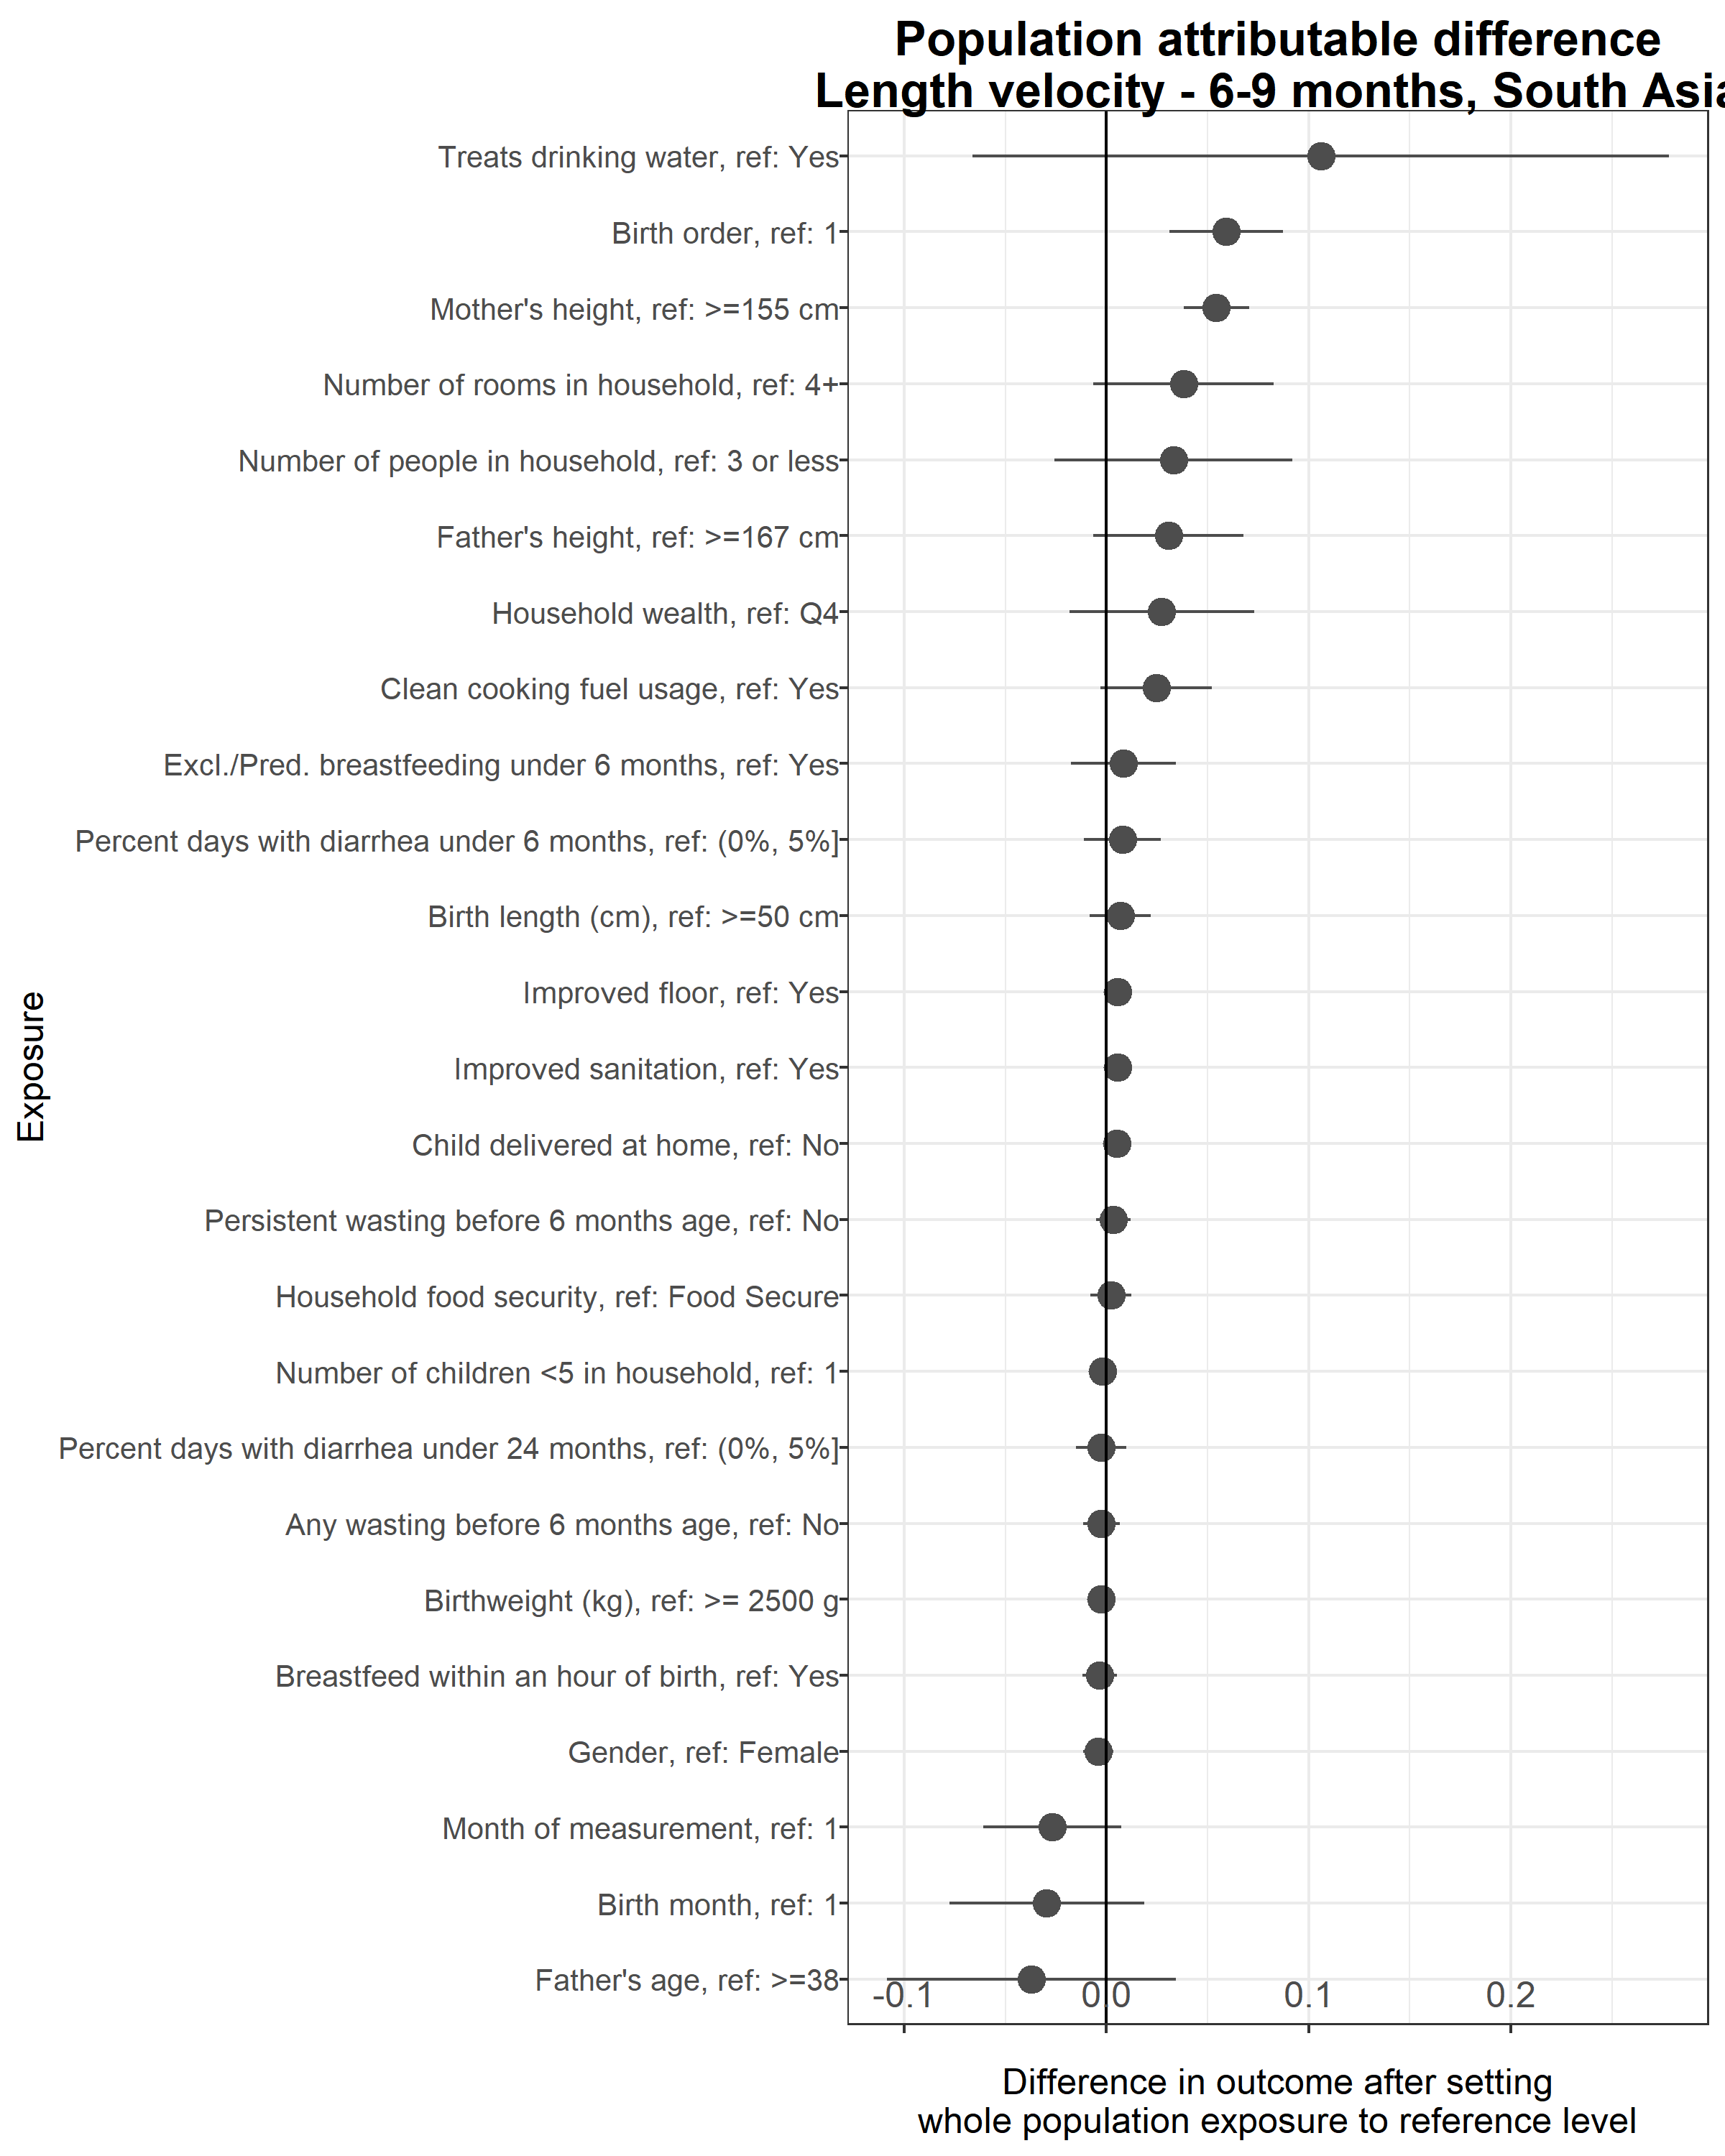 Population attributable difference
Length velocity - 6-9 months, South Asia
Treats drinking water, ref: Yes
Birth order, ref: 1
Mother's height, ref: >=155 cm
Number of rooms in household, ref: 4+
Number of people in household, ref: 3 or less
Father's height, ref: >=167 cm
Household wealth, ref: Q4
Clean cooking fuel usage, ref: Yes
Excl./Pred. breastfeeding under 6 months, ref: Yes
Percent days with diarrhea under 6 months, ref: (0%, 5%]
Birth length (cm), ref: >=50 cm
Improved floor, ref: Yes
Improved sanitation, ref: Yes
Child delivered at home, ref: No
Persistent wasting before 6 months age, ref: No
Household food security, ref: Food Secure
Number of children <5 in household, ref: 1
Percent days with diarrhea under 24 months, ref: (0%, 5%]
Any wasting before 6 months age, ref: No
Birthweight (kg), ref: >= 2500 g
Breastfeed within an hour of birth, ref: Yes
Gender, ref: Female
Month of measurement, ref: 1
Birth month, ref: 1
Father's age, ref: >=38
Exposure
-0.1 0.0 0.1 0.2
Difference in outcome after setting
whole population exposure to reference level